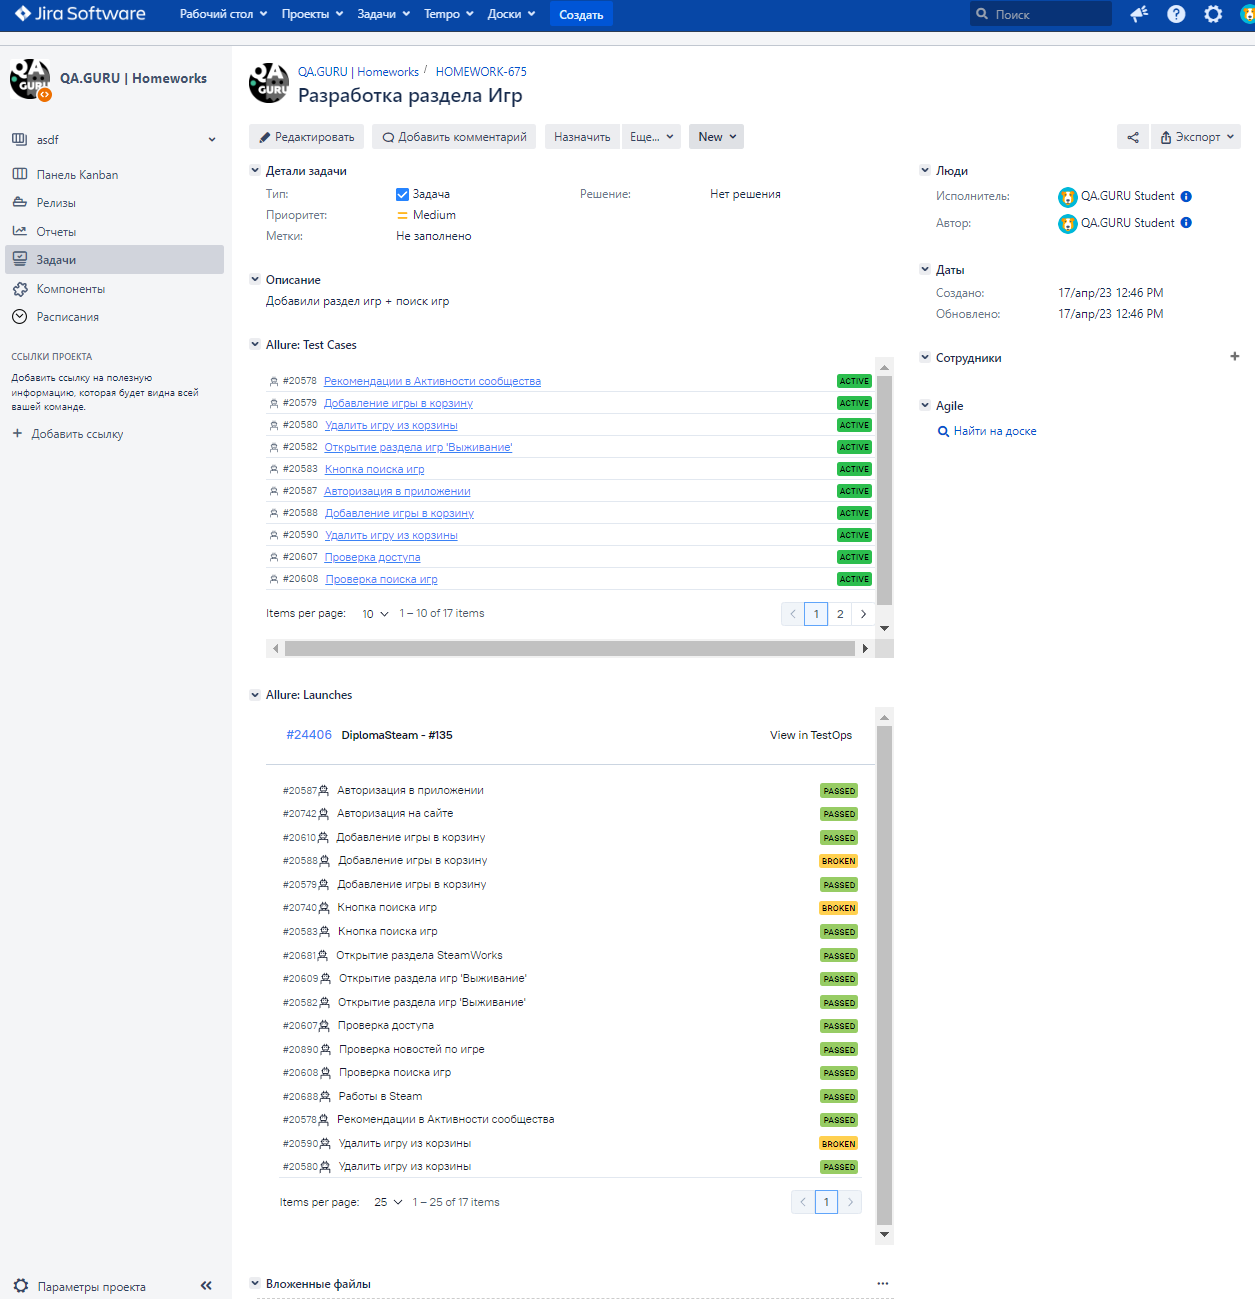 Jira Software
Рабочий стол Проекты Задачи Tempo Доски Создать Поиск
QA.GURU | Homeworks
asdf
Панель Kanban
Релизы
Отчеты
Задачи
Компоненты
Расписания
ССЫЛКИ ПРОЕКТА
Добавить ссылку на полезную
информацию, которая будет видна всей
вашей команде.
+ Добавить ссылку
Параметры проекта
QA GURU
QA.GURU | Homeworks / HOMEWORK-675
Разработка раздела Игр
Редактировать Добавить комментарий Назначить Еще... New Экспорт
Детали задачи
Тип: Задача Решение: Нет решения
Приоритет: Medium
Метки: Не заполнено
Описание
Добавили раздел игр + поиск игр
Allure: Test Cases
#20578 Рекомендации в Активности сообщества ACTIVE
#20579 Добавление игры в корзину ACTIVE
#20580 Удалить игру из корзины ACTIVE
#20582 Открытие раздела игр 'Выживание' ACTIVE
#20583 Кнопка поиска игр ACTIVE
#20587 Авторизация в приложении ACTIVE
#20588 Добавление игры в корзину ACTIVE
#20590 Удалить игру из корзины ACTIVE
#20607 Проверка доступа ACTIVE
#20608 Проверка поиска игр ACTIVE
Items per page: 10 1 – 10 of 17 items 1 2
Allure: Launches
#24406 DiplomaSteam - #135 View in TestOps
#20587 Авторизация в приложении PASSED
#20742 Авторизация на сайте PASSED
#20610 Добавление игры в корзину PASSED
#20588 Добавление игры в корзину BROKEN
#20579 Добавление игры в корзину PASSED
#20740 Кнопка поиска игр BROKEN
#20583 Кнопка поиска игр PASSED
#20681 Открытие раздела SteamWorks PASSED
#20609 Открытие раздела игр 'Выживание' PASSED
#20582 Открытие раздела игр 'Выживание' PASSED
#20607 Проверка доступа PASSED
#20890 Проверка новостей по игре PASSED
#20608 Проверка поиска игр PASSED
#20688 Работы в Steam PASSED
#20578 Рекомендации в Активности сообщества PASSED
#20590 Удалить игру из корзины BROKEN
#20580 Удалить игру из корзины PASSED
Items per page: 25 1 – 25 of 17 items 1
Вложенные файлы ...
Люди
Исполнитель: QA.GURU Student
Автор: QA.GURU Student
Даты
Создано: 17/апр/23 12:46 PM
Обновлено: 17/апр/23 12:46 PM
Сотрудники +
Agile
Найти на доске